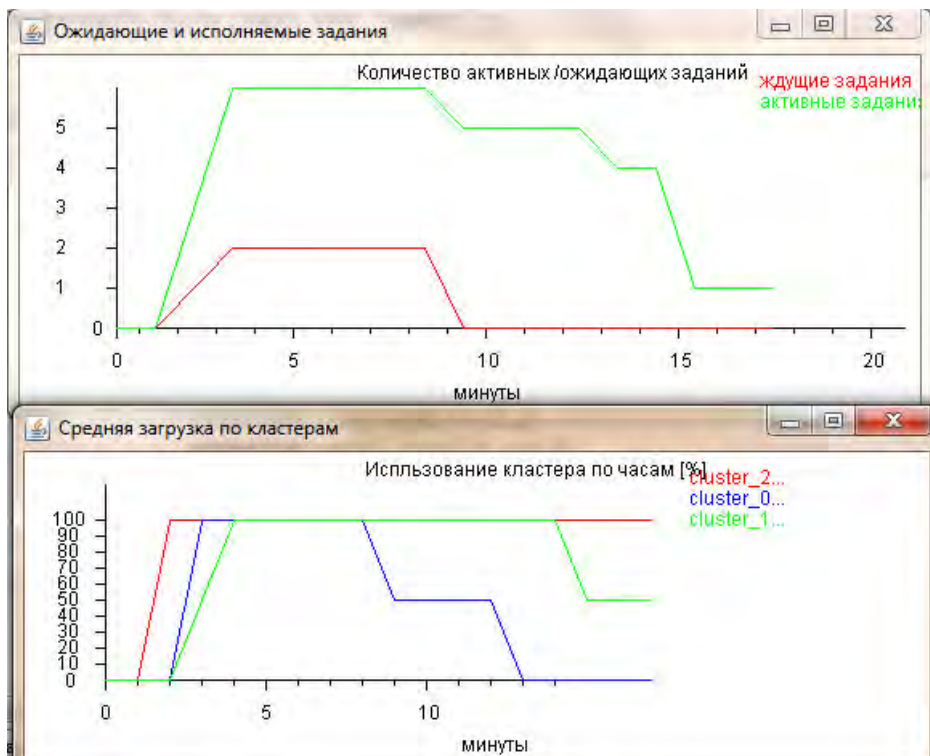 Ожидающие и исполняемые задания
Количество активных /ожидающих заданий
ждущие задания
активные задани
5
4
3
2
1
0
0 5 10 15 20
минуты
Средняя загрузка по кластерам
Испльзование кластера по часам [%]
cluster_2...
cluster_0...
cluster_1...
100
90
80
70
60
50
40
30
20
10
0
0 5 10
минуты